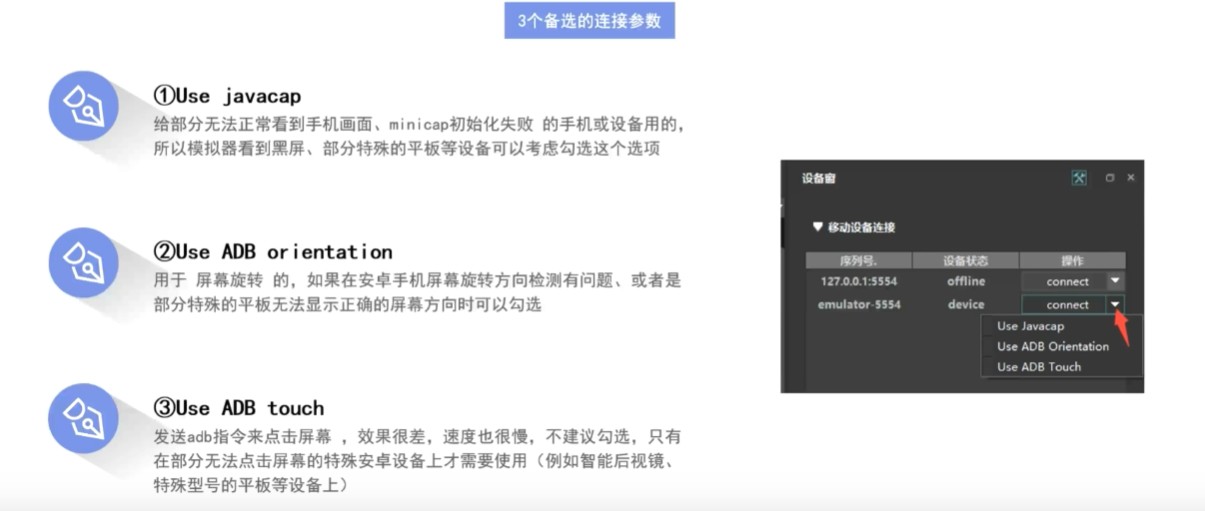 3个备选的连接参数
①Use javacap
给部分无法正常看到手机画面、minicap初始化失败 的手机或设备用的,
所以模拟器看到黑屏、部分特殊的平板等设备可以考虑勾选这个选项
②Use ADB orientation
用于 屏幕旋转 的，如果在安卓手机屏幕旋转方向检测有问题、或者是
部分特殊的平板无法显示正确的屏幕方向时可以勾选
③Use ADB touch
发送adb指令来点击屏幕 ，效果很差，速度也很慢，不建议勾选，只有
在部分无法点击屏幕的特殊安卓设备上才需要使用（例如智能后视镜、
特殊型号的平板等设备上）
设备窗
移动设备连接
序列号. 设备状态 操作
127.0.0.1:5554 offline connect
emulator-5554 device connect
Use Javacap
Use ADB Orientation
Use ADB Touch